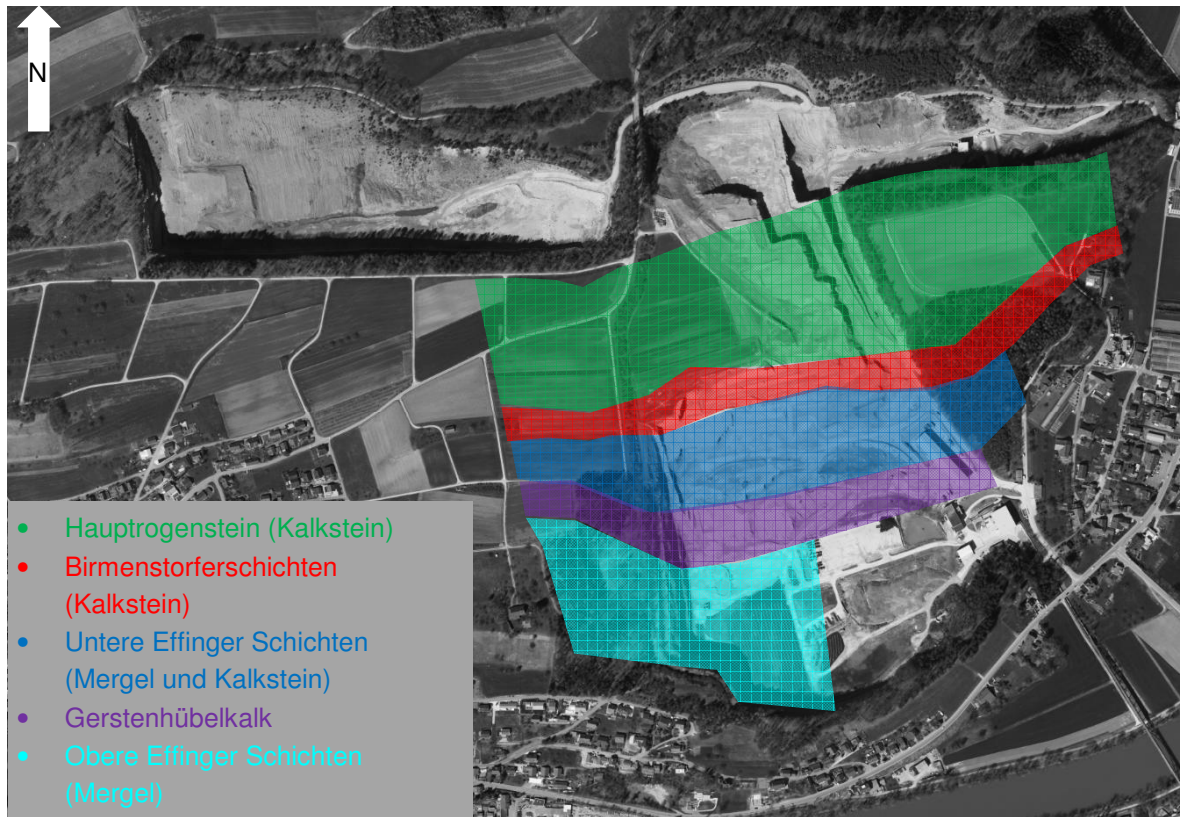 N
• Hauptrogenstein (Kalkstein)
• Birmenstorferschichten
(Kalkstein)
• Untere Effinger Schichten
(Mergel und Kalkstein)
• Gerstenhübelkalk
• Obere Effinger Schichten
(Mergel)